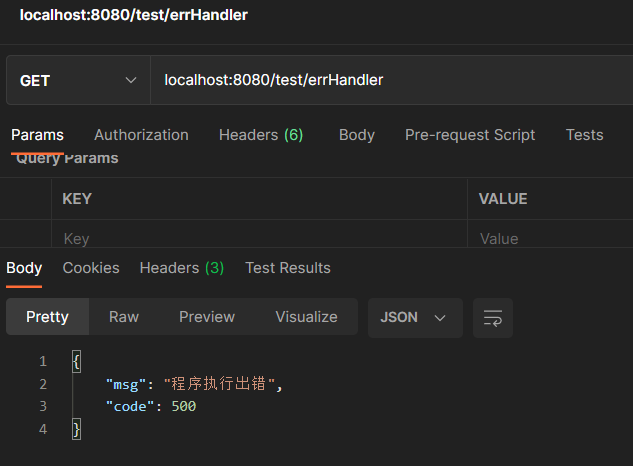 localhost:8080/test/errHandler
GET localhost:8080/test/errHandler
Params Authorization Headers (6) Body Pre-request Script Tests
Query Params
KEY VALUE
Key Value
Body Cookies Headers (3) Test Results
Pretty Raw Preview Visualize JSON
1 {
2 "msg": "程序执行出错",
3 "code": 500
4 }